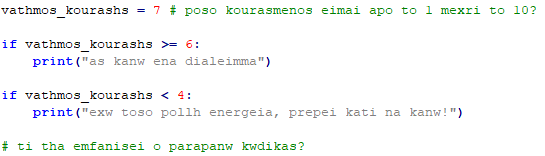 vathmos_kourashs = 7 # poso kourasmenos eimai apo to 1 mexri to 10?
if vathmos_kourashs >= 6:
    print("as kanw ena dialeimma")
if vathmos_kourashs < 4:
    print("exw toso pollh energeia, prepei kati na kanw!")
# ti tha emfanisei o parapanw kwdikas?